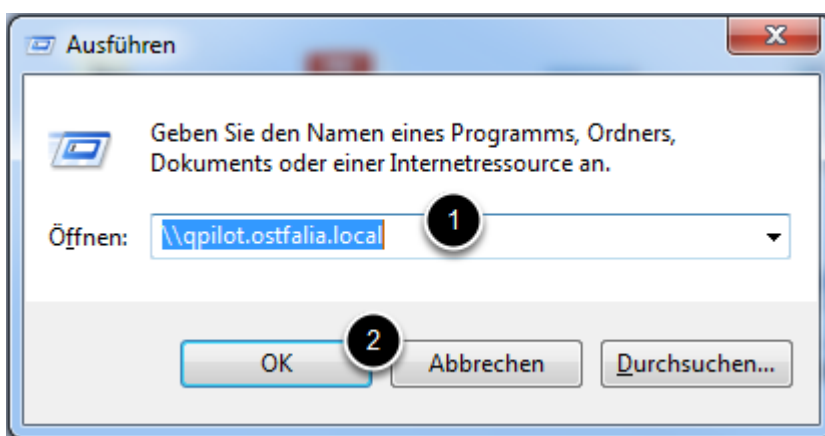 Ausführen
Geben Sie den Namen eines Programms, Ordners,
Dokuments oder einer Internetressource an.
1
Öffnen: \\qpilot.ostfalia.local
2
OK Abbrechen Durchsuchen...